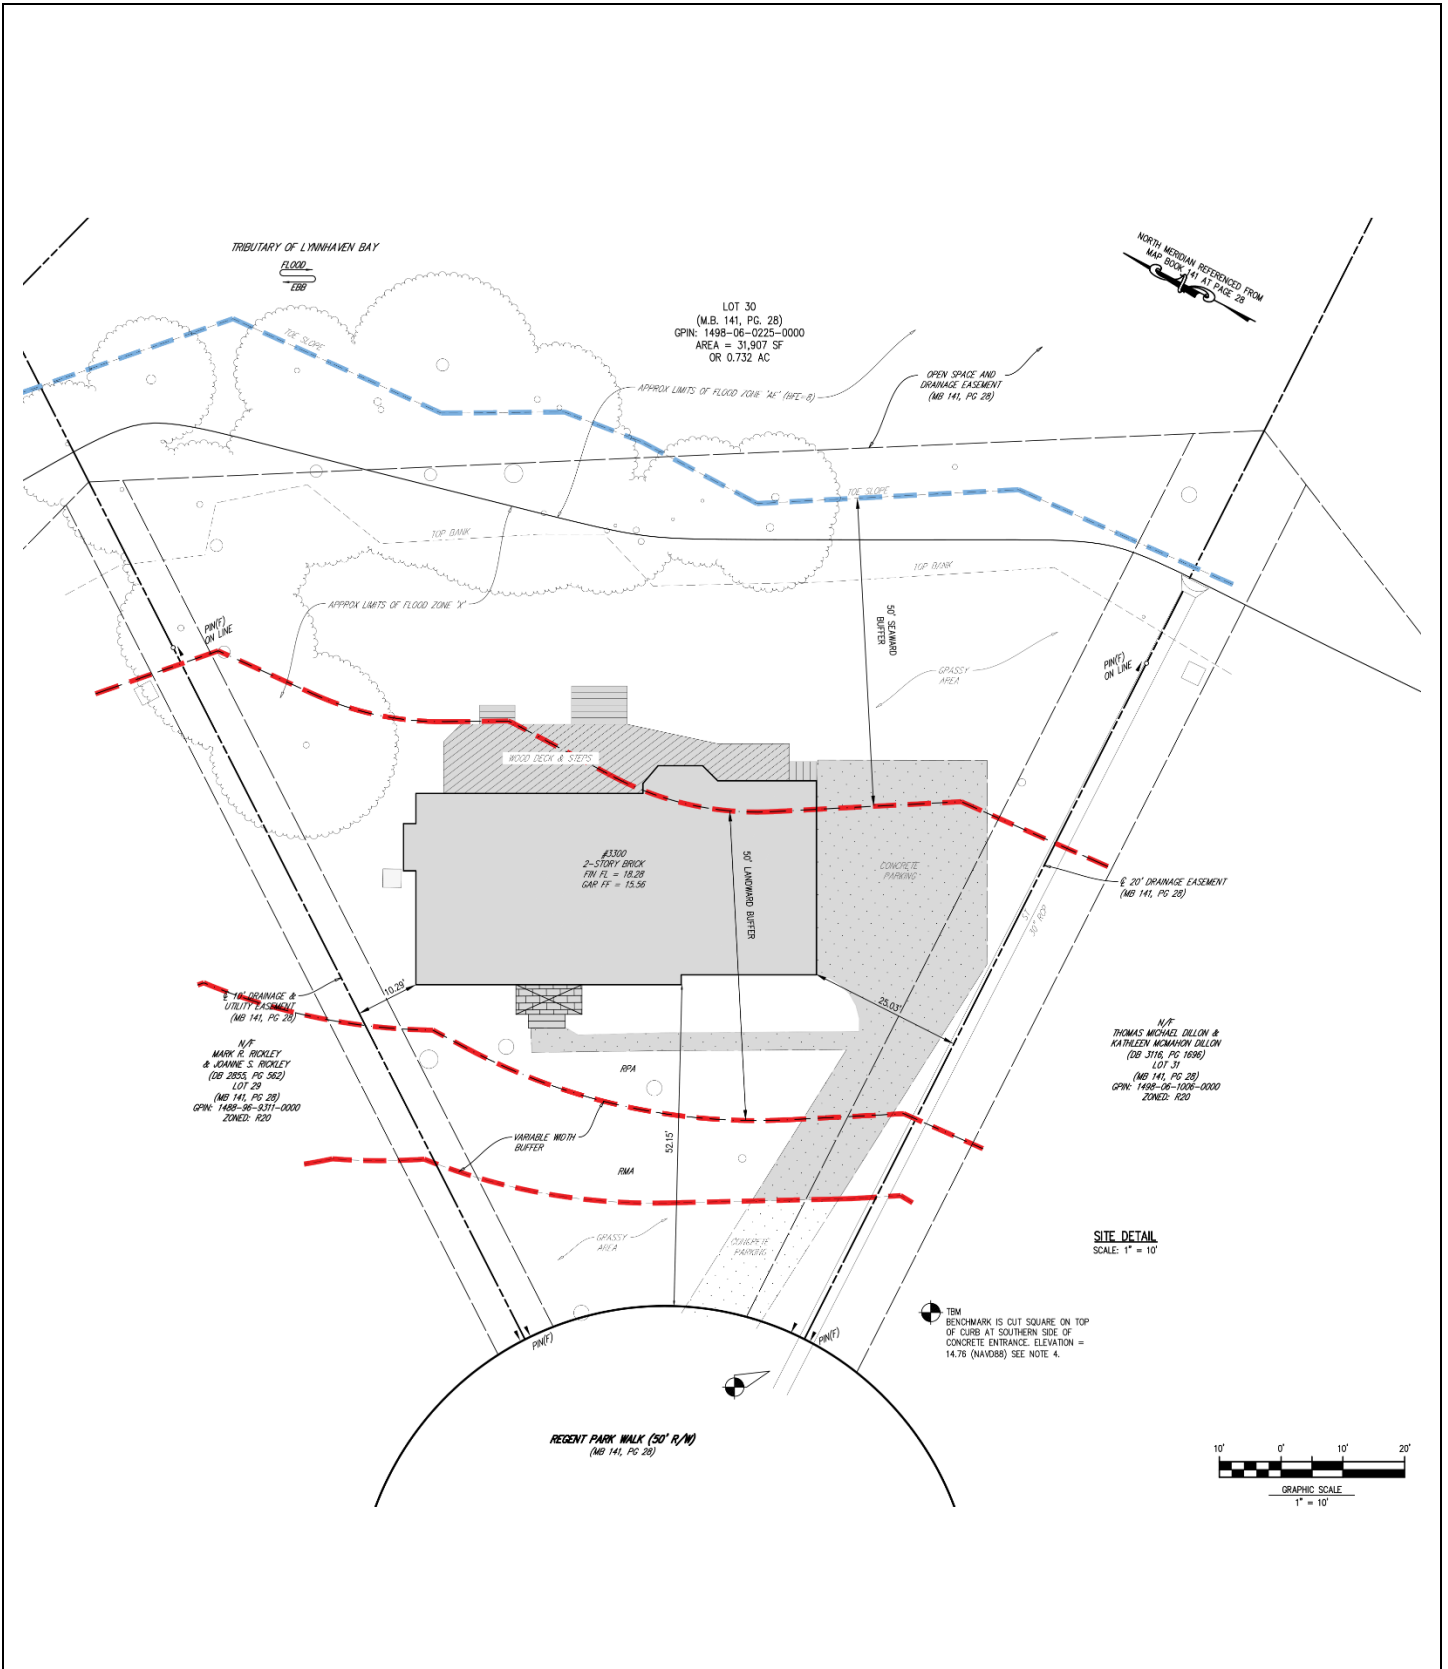 TRIBUTARY OF LYNNHAVEN BAY
FLOOD
EBB
NORTH MERIDIAN REFERENCED FROM
MAP BOOK 141 AT PAGE 28
LOT 30
(M.B. 141, PG. 28)
GPIN: 1498-06-0225-0000
AREA = 31,907 SF
OR 0.732 AC
TOE SLOPE
OPEN SPACE AND
DRAINAGE EASEMENT
(MB 141, PG 28)
APPROX LIMITS OF FLOOD ZONE 'AE' (BFE=8)
TOE SLOPE
TOP BANK
TOP BANK
APPROX LIMITS OF FLOOD ZONE 'X'
50' SEAWARD
BUFFER
PIN(F)
ON LINE
PIN(F)
ON LINE
GRASSY
AREA
WOOD DECK & STEPS
#3300
2-STORY BRICK
FIN FL = 18.28
GAR FF = 15.56
50' LANDWARD BUFFER
CONCRETE
PARKING
℄ 20' DRAINAGE EASEMENT
(MB 141, PG 28)
30" RCP
10.29'
25.03'
℄ 10' DRAINAGE &
UTILITY EASEMENT
(MB 141, PG 28)
N/F
MARK R. RICKLEY
& JOANNE S. RICKLEY
(DB 2855, PG 562)
LOT 29
(MB 141, PG 28)
GPIN: 1488-96-9311-0000
ZONED: R20
N/F
THOMAS MICHAEL DILLON &
KATHLEEN MCMAHON DILLON
(DB 3116, PG 1696)
LOT 31
(MB 141, PG 28)
GPIN: 1498-06-1006-0000
ZONED: R20
RPA
52.15'
VARIABLE WIDTH
BUFFER
RMA
GRASSY
AREA
CONCRETE
PARKING
SITE DETAIL
SCALE: 1" = 10'
TBM
BENCHMARK IS CUT SQUARE ON TOP
OF CURB AT SOUTHERN SIDE OF
CONCRETE ENTRANCE. ELEVATION =
14.76 (NAVD88) SEE NOTE 4.
PIN(F)
PIN(F)
REGENT PARK WALK (50' R/W)
(MB 141, PG 28)
10' 0' 10' 20'
GRAPHIC SCALE
1" = 10'